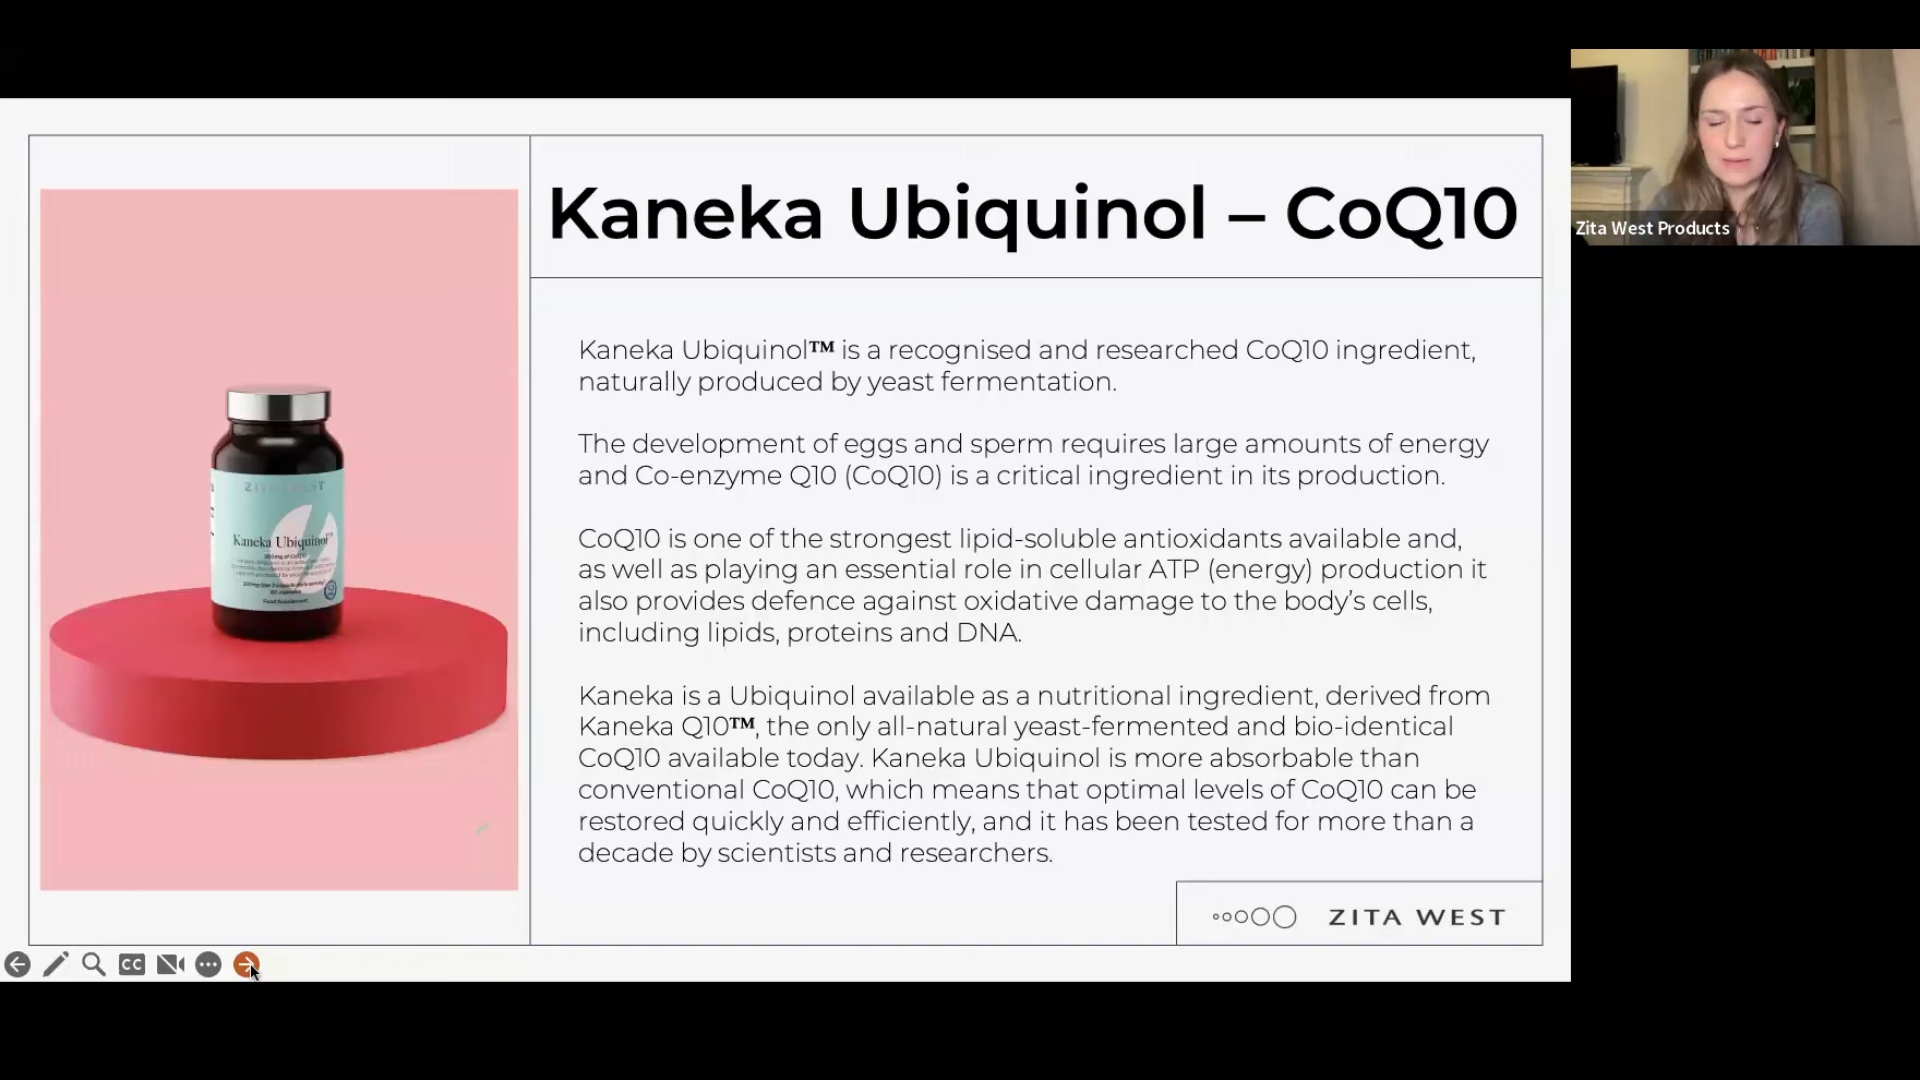 Kaneka Ubiquinol – CoQ10
Kaneka Ubiquinol™ is a recognised and researched CoQ10 ingredient,
naturally produced by yeast fermentation.
The development of eggs and sperm requires large amounts of energy
and Co-enzyme Q10 (CoQ10) is a critical ingredient in its production.
CoQ10 is one of the strongest lipid-soluble antioxidants available and,
as well as playing an essential role in cellular ATP (energy) production it
also provides defence against oxidative damage to the body’s cells,
including lipids, proteins and DNA.
Kaneka is a Ubiquinol available as a nutritional ingredient, derived from
Kaneka Q10™, the only all-natural yeast-fermented and bio-identical
CoQ10 available today. Kaneka Ubiquinol is more absorbable than
conventional CoQ10, which means that optimal levels of CoQ10 can be
restored quickly and efficiently, and it has been tested for more than a
decade by scientists and researchers.
ZITA WEST
ZITA WEST
Kaneka Ubiquinol™
Food Supplement
CC
Zita West Products